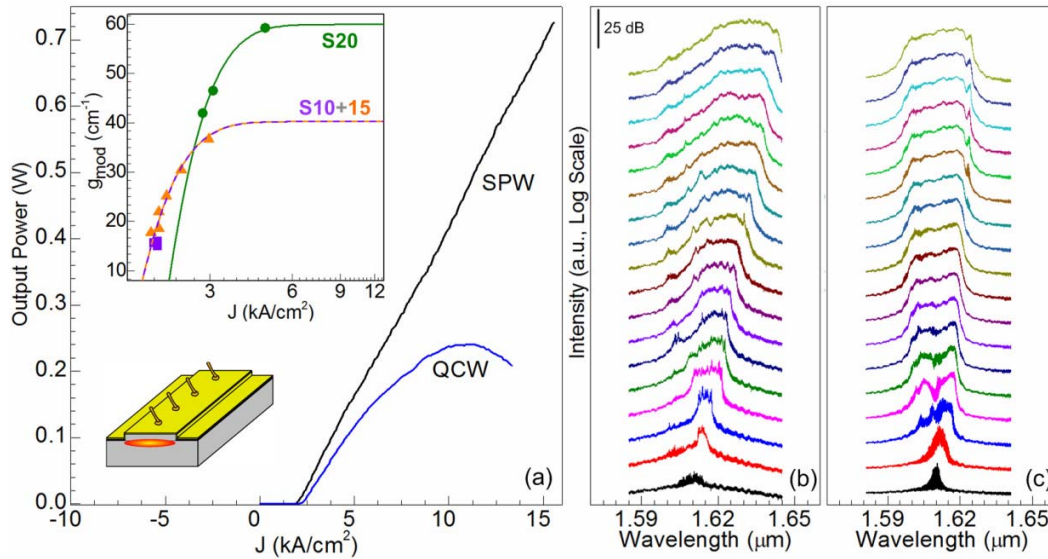 0.7
0.6
0.5
0.4
0.3
0.2
0.1
0.0
Output Power (W)
-10
-5
0
5
10
15
J (kA/cm²)
SPW
QCW
(a)
60
50
40
30
20
10
gmod (cm⁻¹)
S20
S10+15
3
6
9
12
J (kA/cm²)
25 dB
Intensity (a.u., Log Scale)
(b)
1.59
1.62
1.65
Wavelength (μm)
(c)
1.59
1.62
1.65
Wavelength (μm)